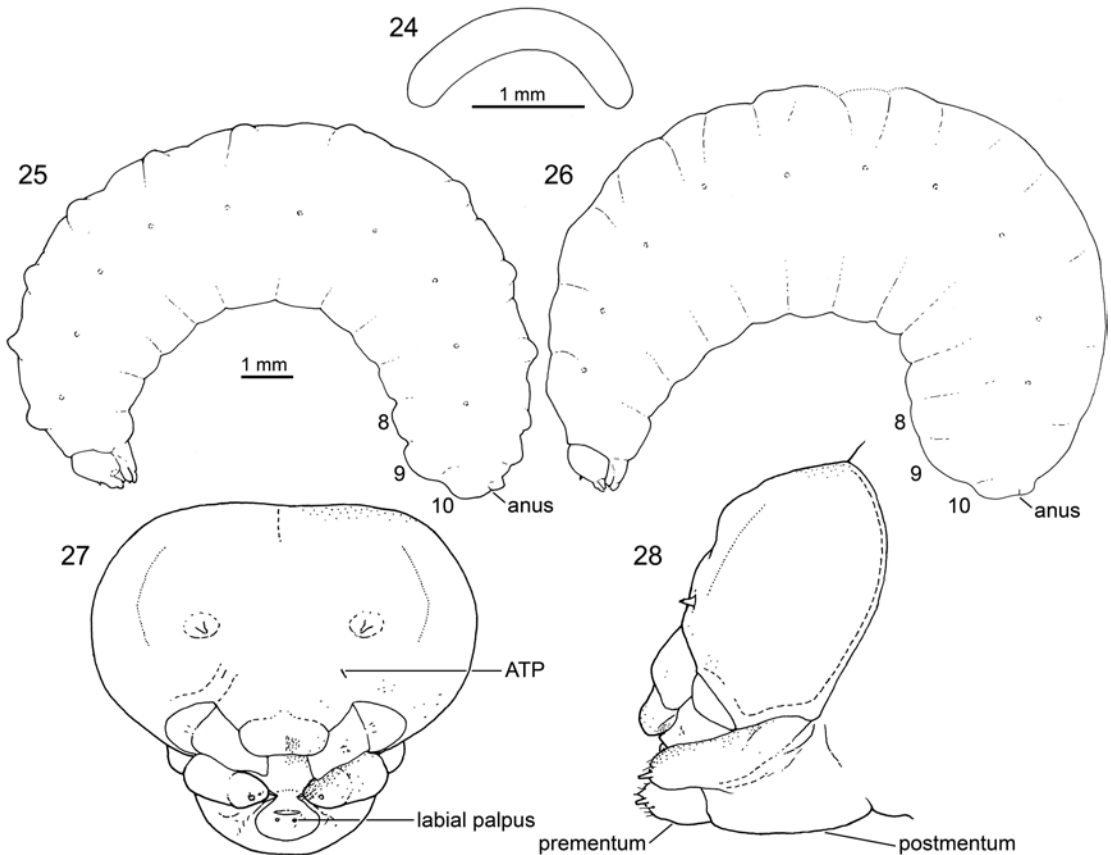 24
1 mm
25
26
1 mm
8
9
10
anus
8
9
10
anus
27
28
ATP
labial palpus
prementum
postmentum